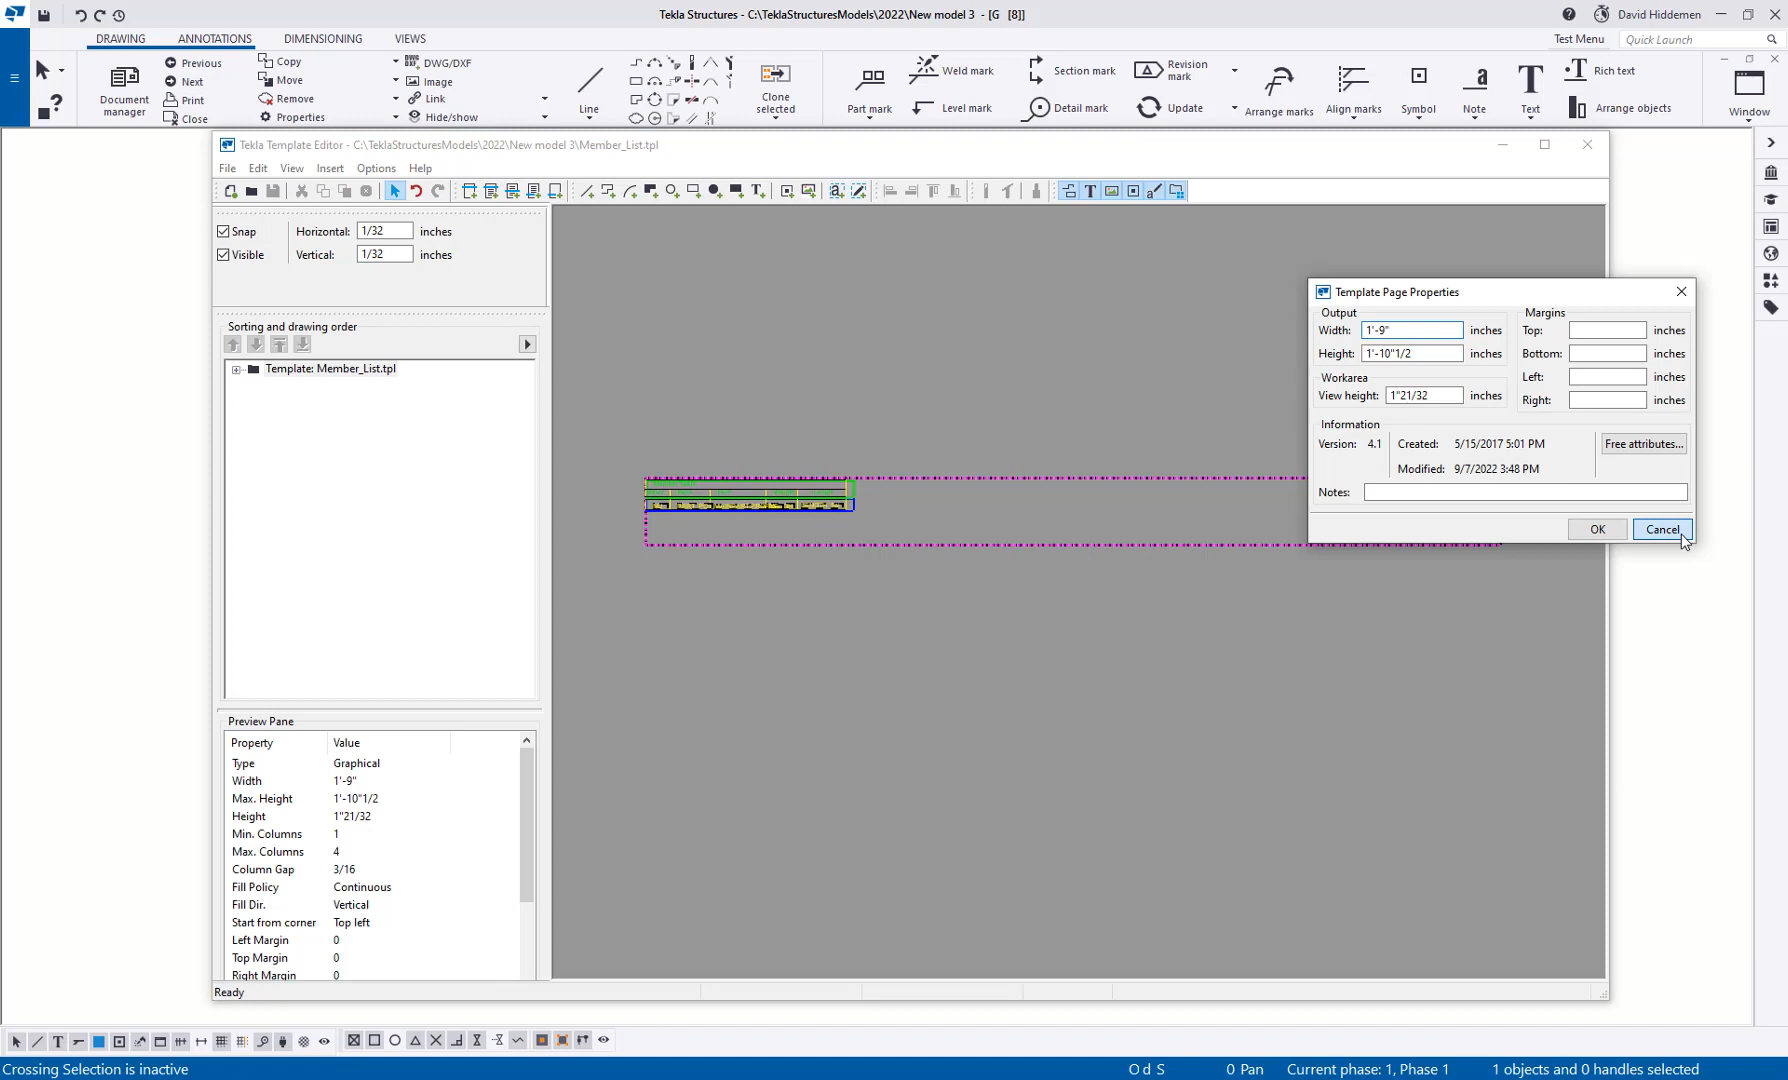 Tekla Structures - C:\TeklaStructuresModels\2022\New model 3 - [G [8]]
David Hiddemen
DRAWING ANNOTATIONS DIMENSIONING VIEWS
Test Menu Quick Launch
Document manager
Previous
Next
Print
Close
Copy
Move
Remove
Properties
DWG/DXF
Image
Link
Hide/show
Line
Clone selected
Part mark
Weld mark
Level mark
Section mark
Detail mark
Revision mark
Update
Arrange marks
Align marks
Symbol
Note
Text
Rich text
Arrange objects
Window
Tekla Template Editor - C:\TeklaStructuresModels\2022\New model 3\Member_List.tpl
File Edit View Insert Options Help
Snap Horizontal: 1/32 inches
Visible Vertical: 1/32 inches
Sorting and drawing order
Template: Member_List.tpl
Preview Pane
Property Value
Type Graphical
Width 1'-9"
Max. Height 1'-10"1/2
Height 1"21/32
Min. Columns 1
Max. Columns 4
Column Gap 3/16
Fill Policy Continuous
Fill Dir. Vertical
Start from corner Top left
Left Margin 0
Top Margin 0
Right Margin 0
Ready
Template Page Properties
Output
Width: 1'-9" inches
Height: 1'-10"1/2 inches
Workarea
View height: 1"21/32 inches
Margins
Top: inches
Bottom: inches
Left: inches
Right: inches
Information
Version: 4.1 Created: 5/15/2017 5:01 PM
Modified: 9/7/2022 3:48 PM
Free attributes...
Notes:
OK Cancel
Crossing Selection is inactive
O d S 0 Pan Current phase: 1, Phase 1 1 objects and 0 handles selected